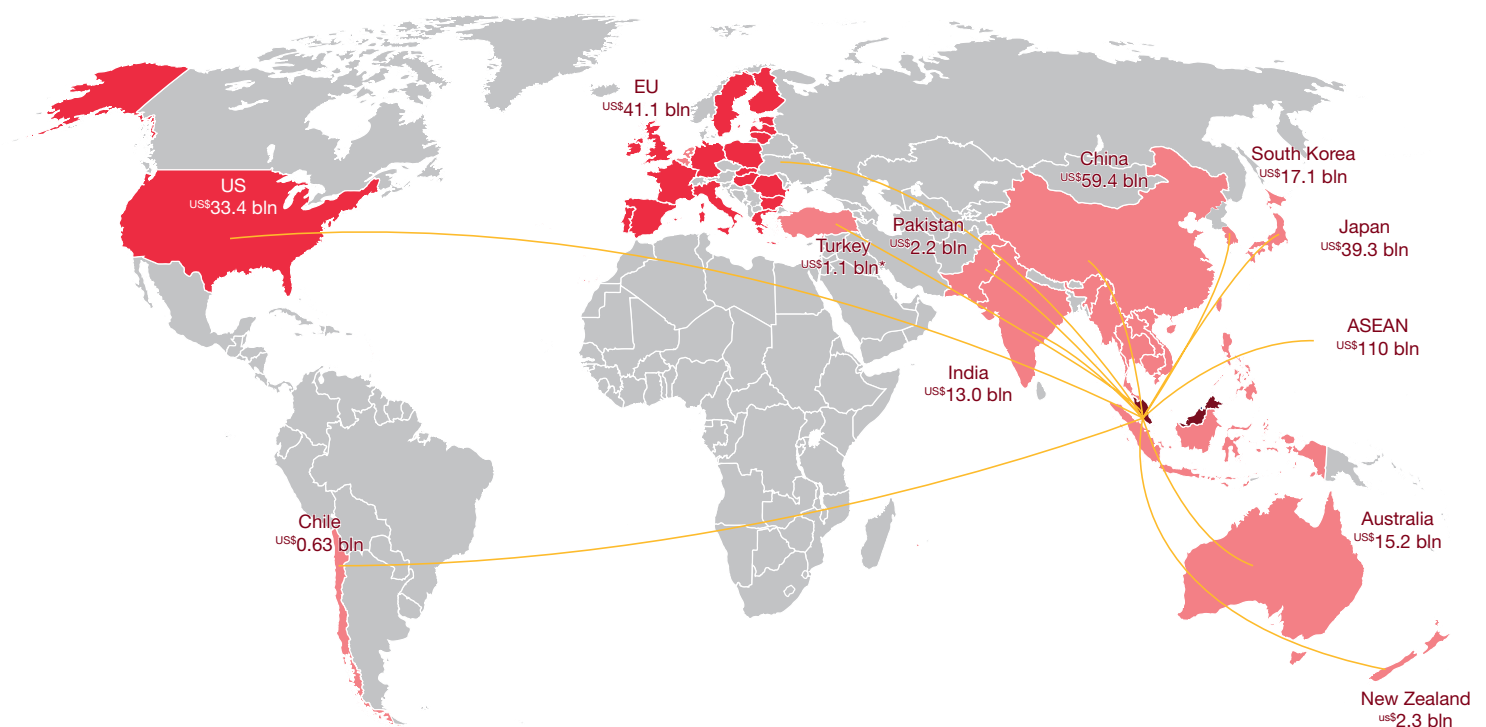 EU
US$41.1 bln
US
US$33.4 bln
China
US$59.4 bln
South Korea
US$17.1 bln
Pakistan
US$2.2 bln
Turkey
US$1.1 bln*
Japan
US$39.3 bln
ASEAN
US$110 bln
India
US$13.0 bln
Chile
US$0.63 bln
Australia
US$15.2 bln
New Zealand
us$2.3 bln